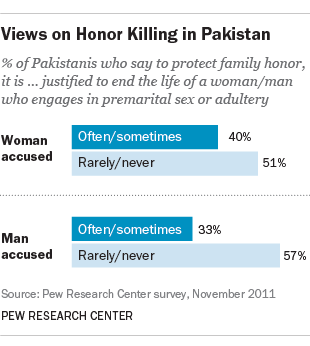 Views on Honor Killing in Pakistan
% of Pakistanis who say to protect family honor,
it is ... justified to end the life of a woman/man
who engages in premarital sex or adultery
Woman
accused
Often/sometimes 40%
Rarely/never 51%
Man
accused
Often/sometimes 33%
Rarely/never 57%
Source: Pew Research Center survey, November 2011
PEW RESEARCH CENTER